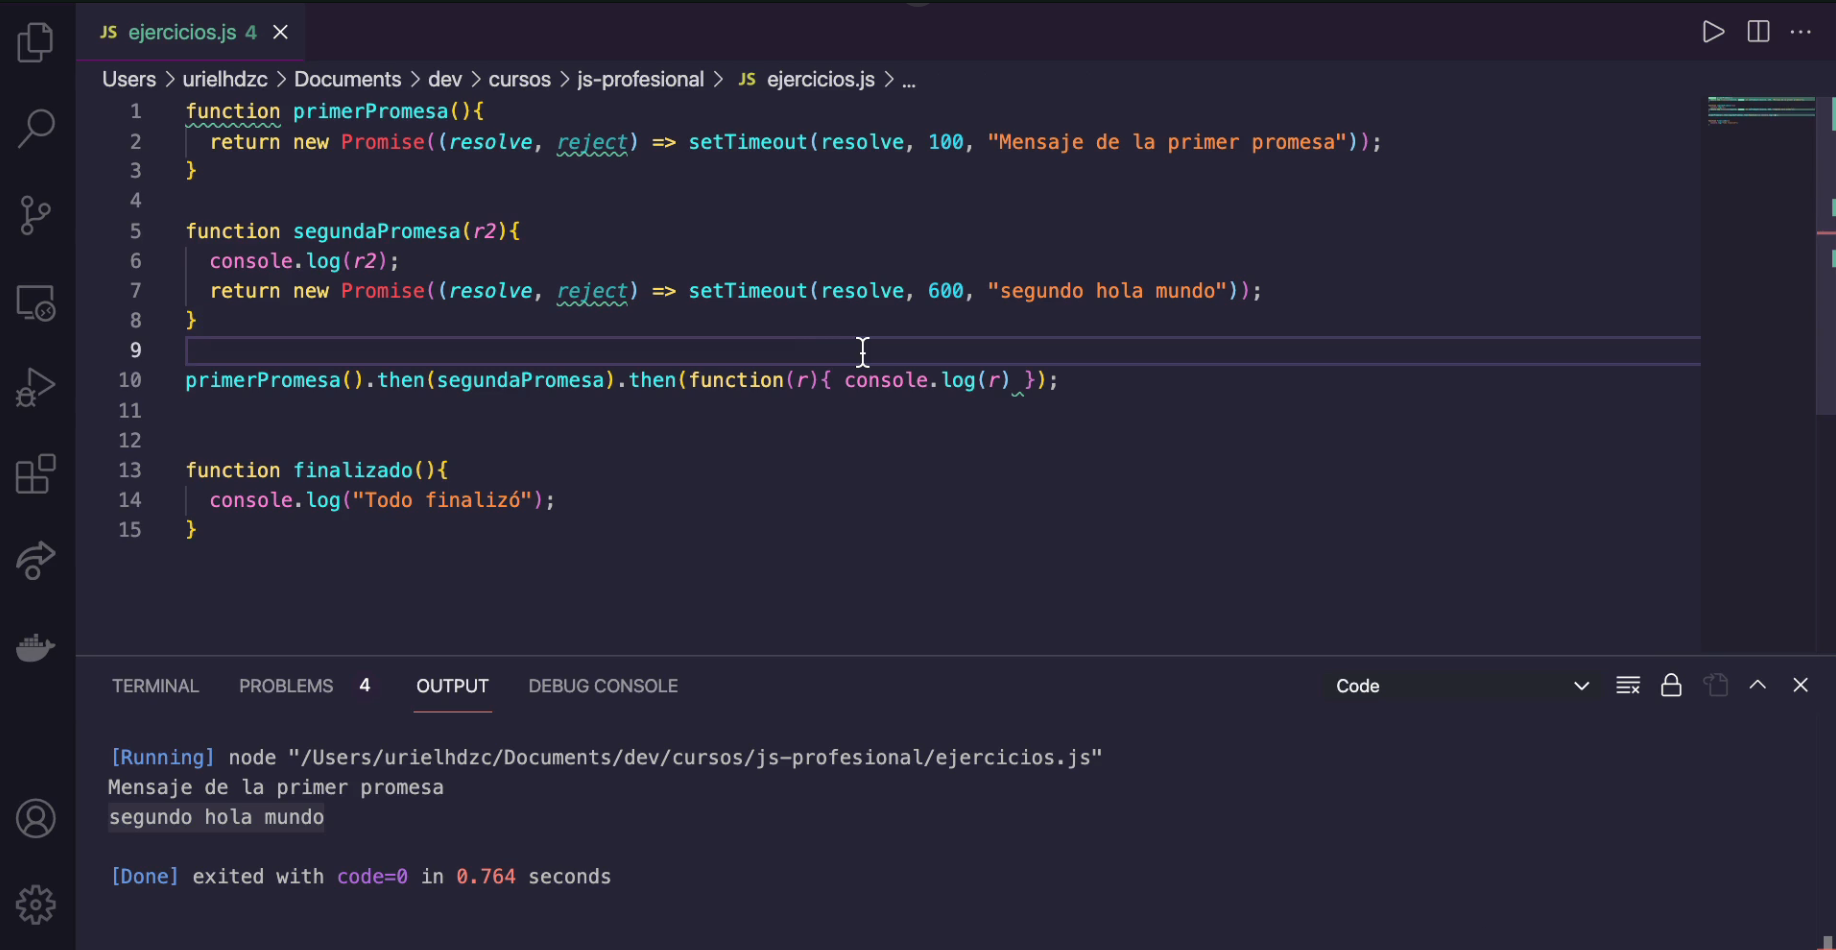 JS ejercicios.js 4
Users > urielhdzc > Documents > dev > cursos > js-profesional > JS ejercicios.js > ...
1 function primerPromesa(){
2 return new Promise((resolve, reject) => setTimeout(resolve, 100, "Mensaje de la primer promesa"));
3 }
4
5 function segundaPromesa(r2){
6 console.log(r2);
7 return new Promise((resolve, reject) => setTimeout(resolve, 600, "segundo hola mundo"));
8 }
9
10 primerPromesa().then(segundaPromesa).then(function(r){ console.log(r) });
11
12
13 function finalizado(){
14 console.log("Todo finalizó");
15 }
TERMINAL PROBLEMS 4 OUTPUT DEBUG CONSOLE Code
[Running] node "/Users/urielhdzc/Documents/dev/cursos/js-profesional/ejercicios.js"
Mensaje de la primer promesa
segundo hola mundo
[Done] exited with code=0 in 0.764 seconds